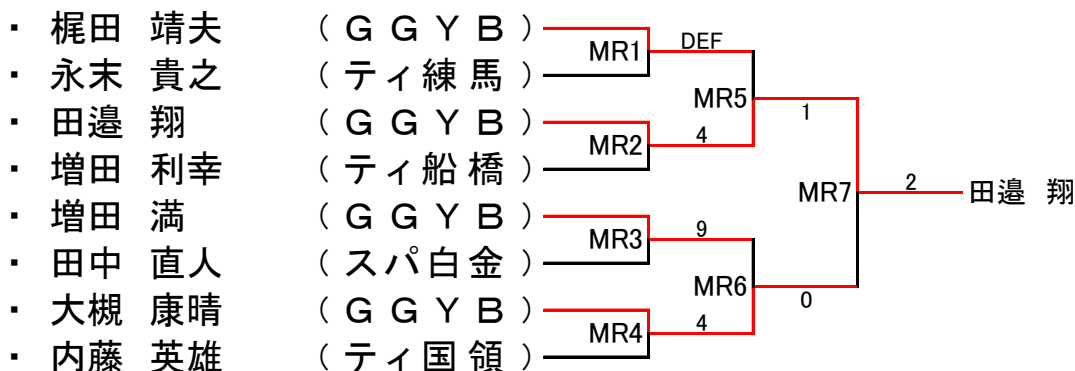 ・ 梶田 靖夫 (ＧＧＹＢ)
MR1 DEF
・ 永末 貴之 (ティ練馬)
MR5 1
・ 田邉 翔 (ＧＧＹＢ)
MR2 4
・ 増田 利幸 (ティ船橋)
MR7 2 田邉 翔
・ 増田 満 (ＧＧＹＢ)
MR3 9
・ 田中 直人 (スパ白金)
MR6 0
・ 大槻 康晴 (ＧＧＹＢ)
MR4 4
・ 内藤 英雄 (ティ国領)